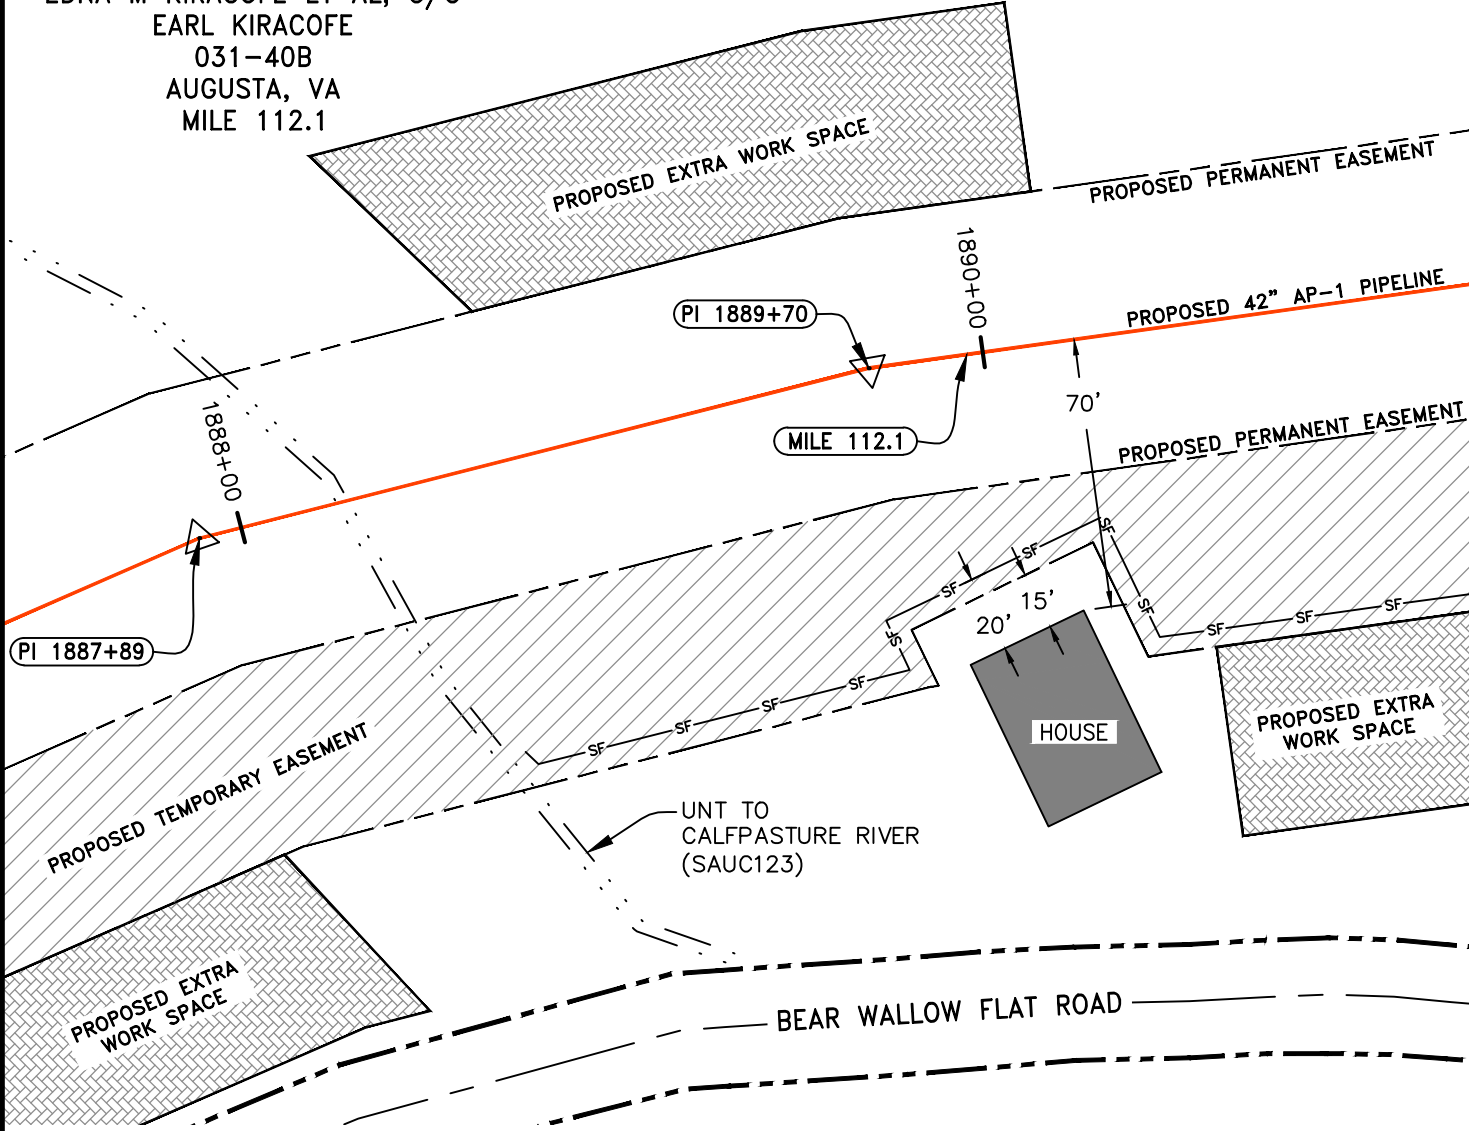 EARL KIRACOFE
031-40B
AUGUSTA, VA
MILE 112.1
PROPOSED EXTRA WORK SPACE
PROPOSED PERMANENT EASEMENT
1890+00
PI 1889+70
PROPOSED 42" AP-1 PIPELINE
MILE 112.1
70'
1888+00
PROPOSED PERMANENT EASEMENT
PI 1887+89
SF
SF
SF
SF
SF
SF
SF
SF
SF
SF
SF
SF
15'
20'
HOUSE
PROPOSED EXTRA
WORK SPACE
PROPOSED TEMPORARY EASEMENT
UNT TO
CALFPASTURE RIVER
(SAUC123)
PROPOSED EXTRA
WORK SPACE
BEAR WALLOW FLAT ROAD